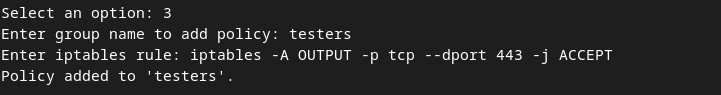 Select an option: 3
Enter group name to add policy: testers
Enter iptables rule: iptables -A OUTPUT -p tcp --dport 443 -j ACCEPT
Policy added to 'testers'.